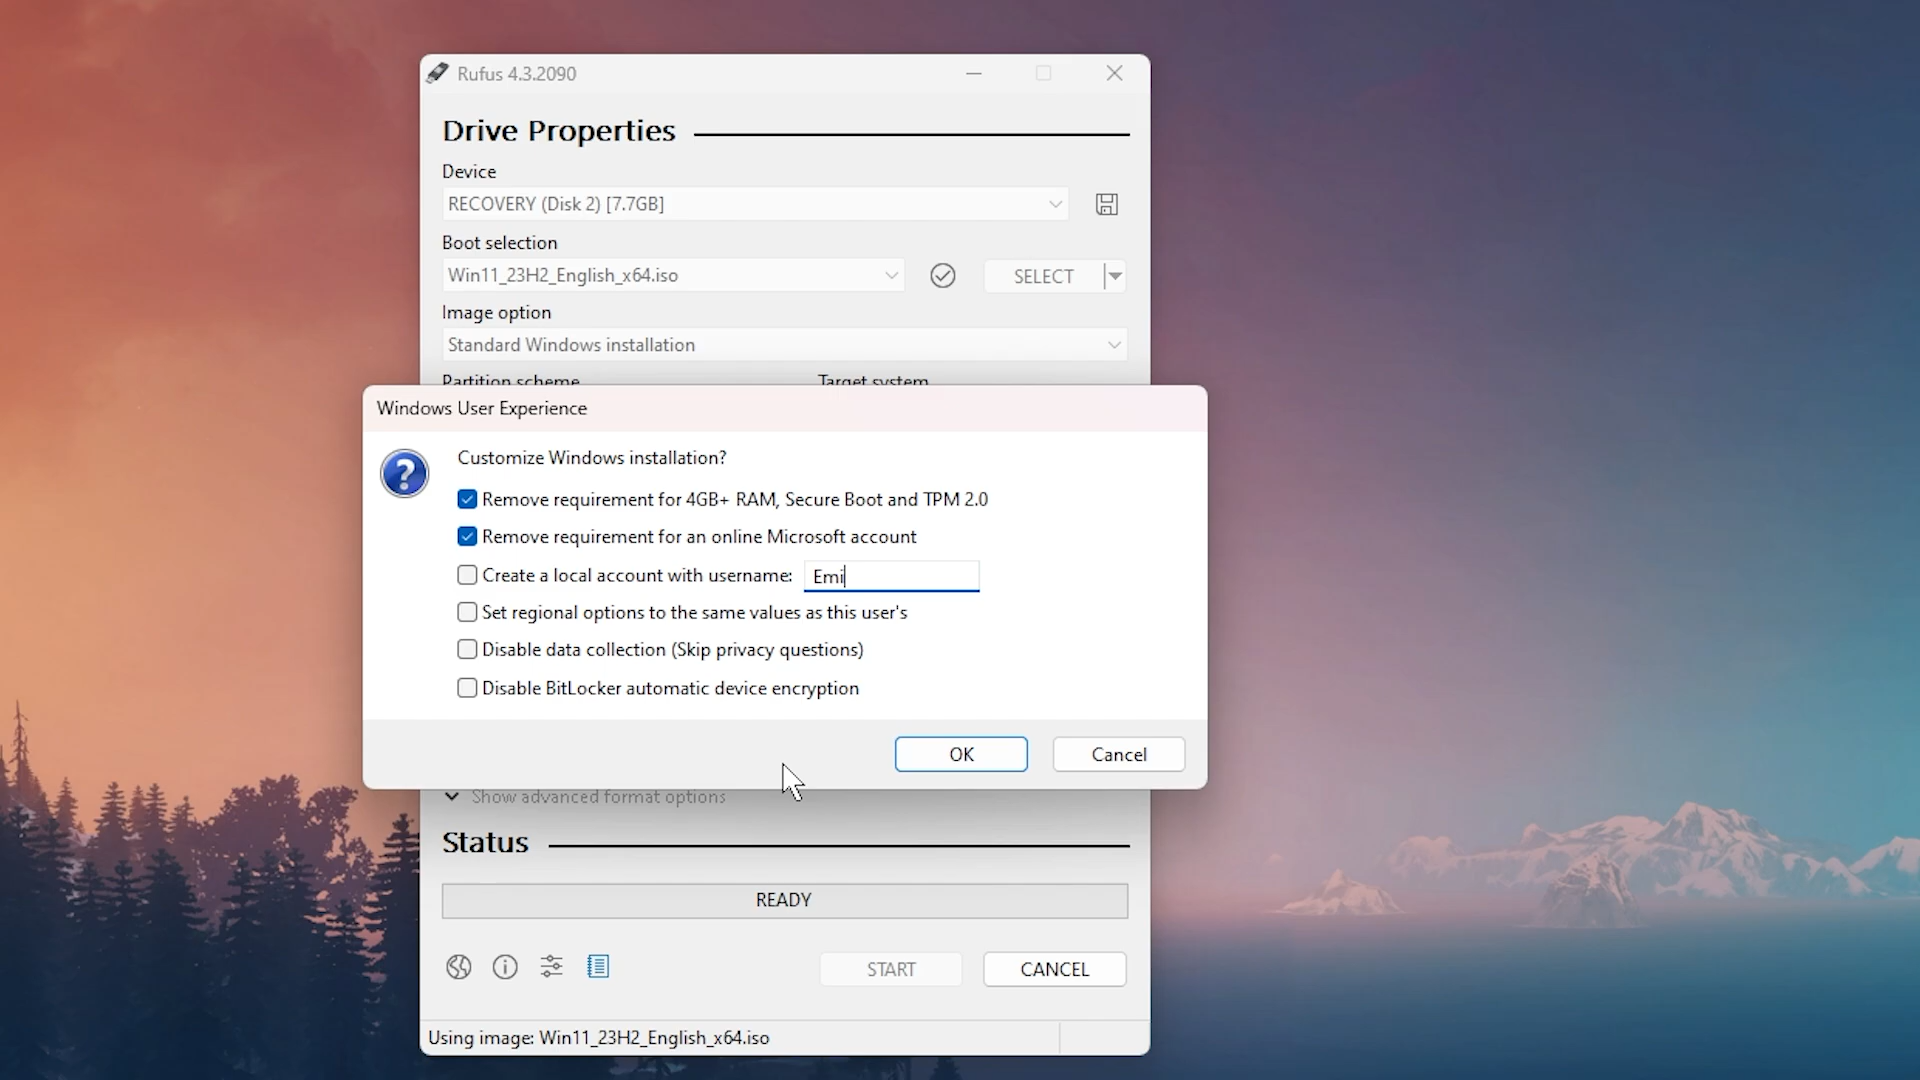 Rufus 4.3.2090
Drive Properties
Device
RECOVERY (Disk 2) [7.7GB]
Boot selection
Win11_23H2_English_x64.iso
SELECT
Image option
Standard Windows installation
Partition scheme
Target system
Windows User Experience
Customize Windows installation?
Remove requirement for 4GB+ RAM, Secure Boot and TPM 2.0
Remove requirement for an online Microsoft account
Create a local account with username: Emi
Set regional options to the same values as this user's
Disable data collection (Skip privacy questions)
Disable BitLocker automatic device encryption
OK Cancel
Show advanced format options
Status
READY
START CANCEL
Using image: Win11_23H2_English_x64.iso